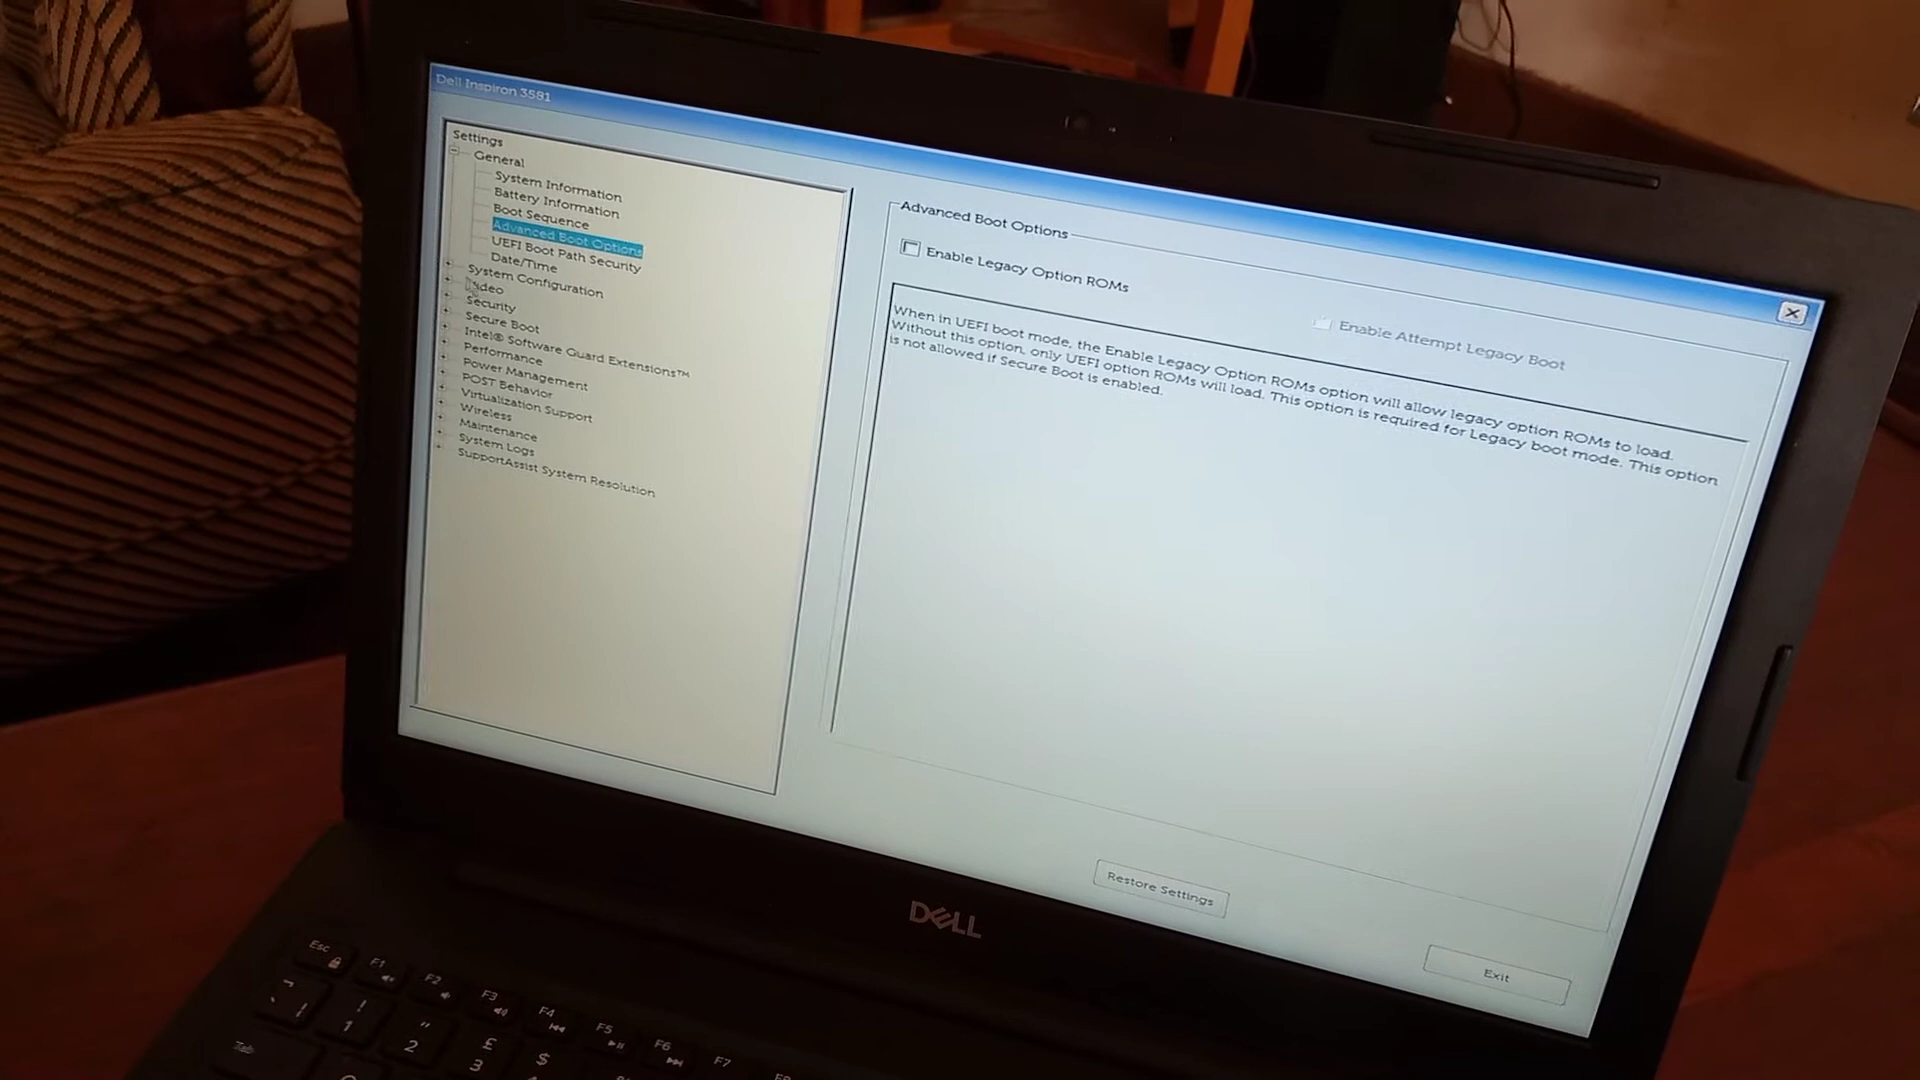 Dell Inspiron 3581
Settings
General
System Information
Battery Information
Boot Sequence
Advanced Boot Options
UEFI Boot Path Security
Date/Time
System Configuration
Video
Security
Secure Boot
Intel® Software Guard Extensions™
Performance
Power Management
POST Behavior
Virtualization Support
Wireless
Maintenance
System Logs
SupportAssist System Resolution
Advanced Boot Options
Enable Legacy Option ROMs
Enable Attempt Legacy Boot
When in UEFI boot mode, the Enable Legacy Option ROMs option will allow legacy option ROMs to load.
Without this option, only UEFI option ROMs will load. This option is required for Legacy boot mode. This option
is not allowed if Secure Boot is enabled.
Restore Settings
Exit
DELL
Esc F1 F2 F3 F4 F5 F6 F7
! " £ $
1 2 3
Tab